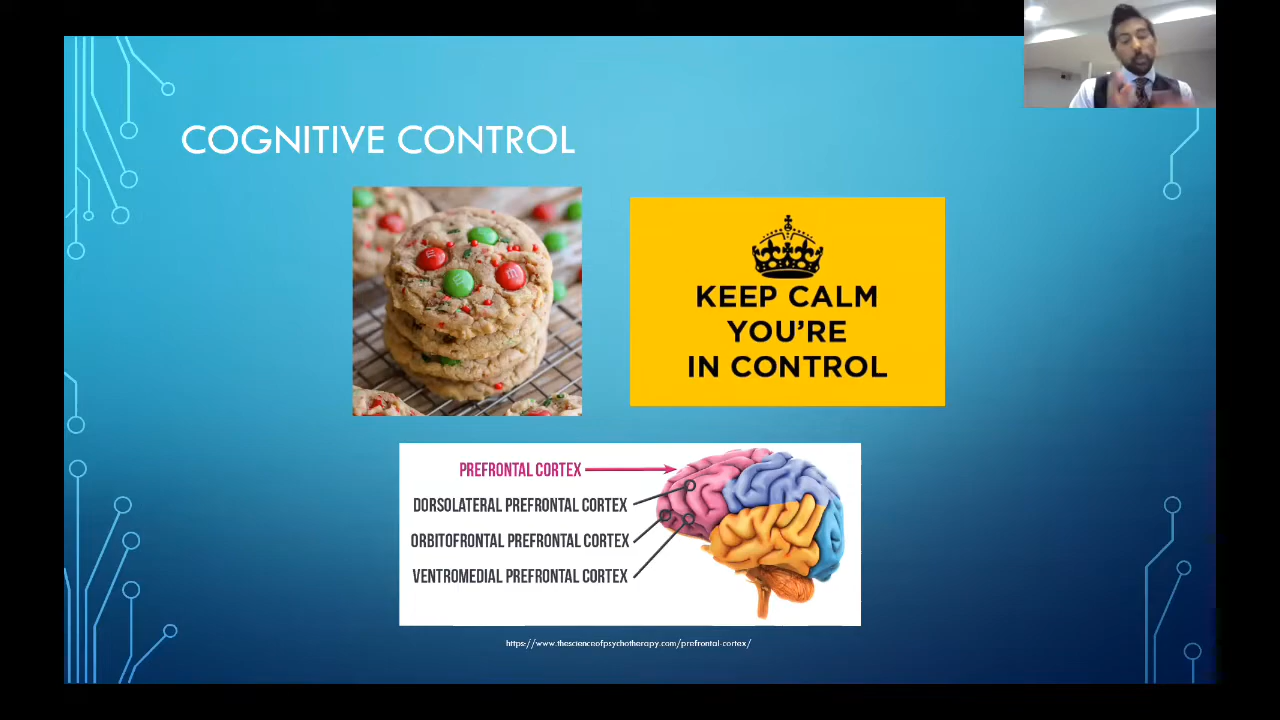 COGNITIVE CONTROL
KEEP CALM
YOU'RE
IN CONTROL
PREFRONTAL CORTEX
DORSOLATERAL PREFRONTAL CORTEX
ORBITOFRONTAL PREFRONTAL CORTEX
VENTROMEDIAL PREFRONTAL CORTEX
https://www.thescienceofpsychotherapy.com/prefrontal-cortex/